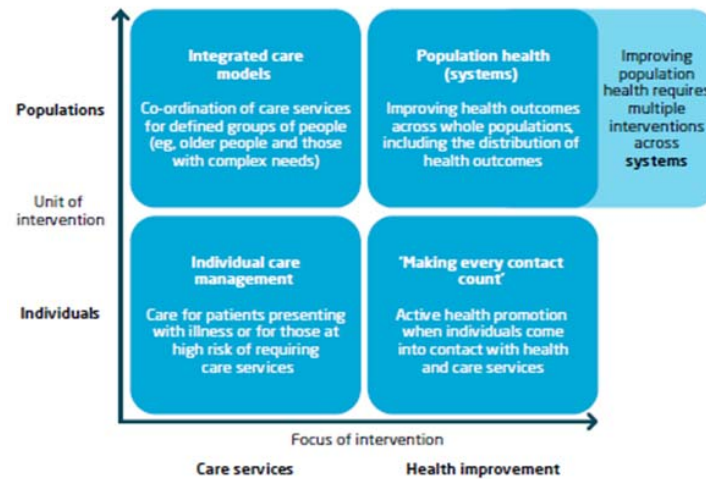 Integrated care
models
Co-ordination of care services
for defined groups of people
(eg, older people and those
with complex needs)
Population health
(systems)
Improving health outcomes
across whole populations,
including the distribution of
health outcomes
Improving
population
health requires
multiple
interventions
across
systems
Populations
Unit of
intervention
Individuals
Individual care
management
Care for patients presenting
with illness or for those at
high risk of requiring
care services
'Making every contact
count'
Active health promotion
when individuals come
into contact with health
and care services
Focus of intervention
Care services
Health improvement